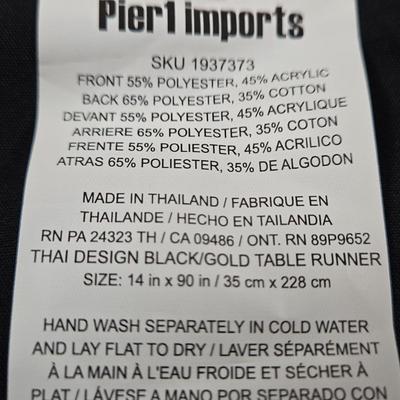 Pier1 imports
SKU 1937373
FRONT 55% POLYESTER, 45% ACRYLIC
BACK 65% POLYESTER, 35% COTTON
DEVANT 55% POLYESTER, 45% ACRYLIQUE
ARRIERE 65% POLYESTER, 35% COTON
FRENTE 55% POLIESTER, 45% ACRILICO
ATRAS 65% POLIESTER, 35% DE ALGODON
MADE IN THAILAND / FABRIQUE EN
THAILANDE / HECHO EN TAILANDIA
RN PA 24323 TH / CA 09486 / ONT. RN 89P9652
THAI DESIGN BLACK/GOLD TABLE RUNNER
SIZE: 14 in x 90 in / 35 cm x 228 cm
HAND WASH SEPARATELY IN COLD WATER
AND LAY FLAT TO DRY / LAVER SÉPARÉMENT
À LA MAIN À L'EAU FROIDE ET SÉCHER À
PLAT / LÁVESE A MANO POR SEPARADO CON